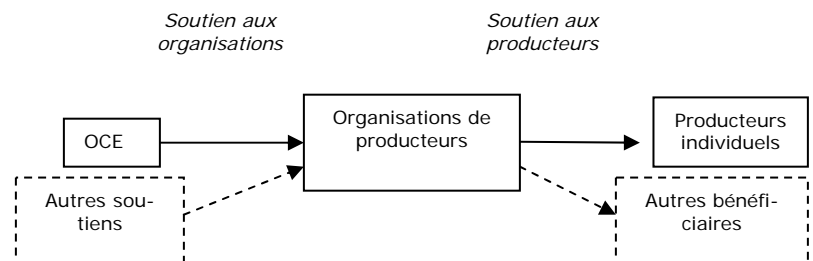 Soutien aux
organisations
Soutien aux
producteurs
OCE
Organisations de
producteurs
Producteurs
individuels
Autres sou-
tiens
Autres bénéfi-
ciaires